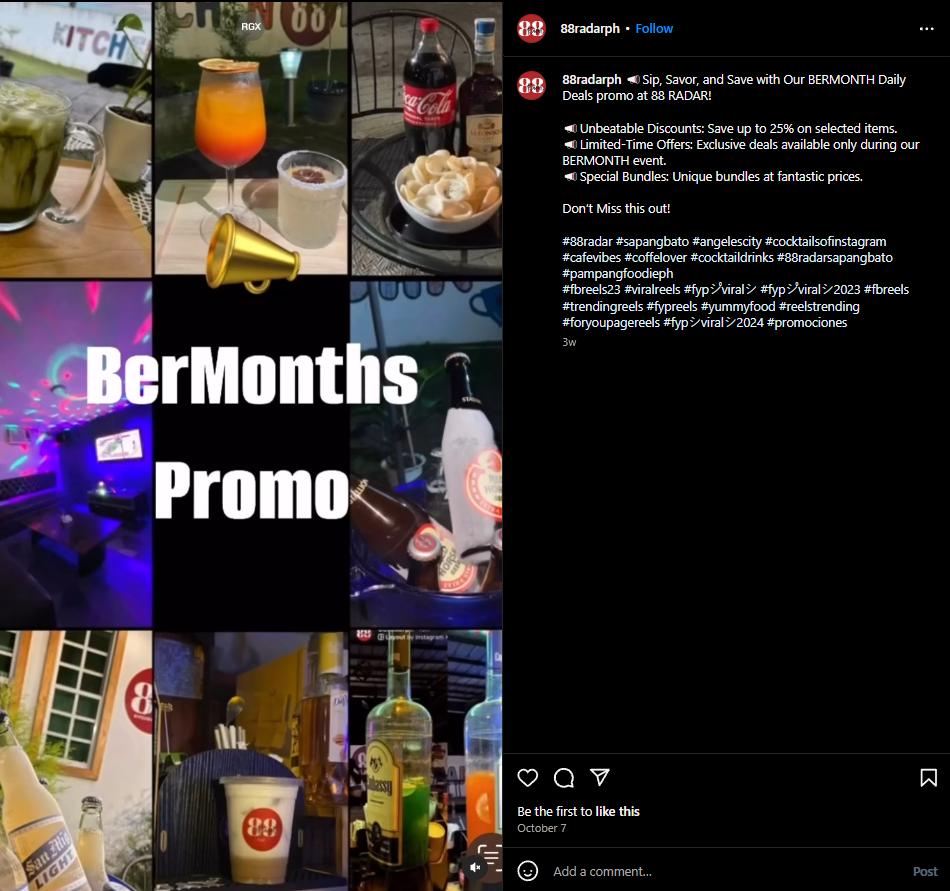 KITCH
RGX
Coca-Cola
BerMonths
Promo
San Mig
LIGHT
88
Layout by Instagram
88radarph • Follow
88radarph 📢Sip, Savor, and Save with Our BERMONTH Daily
Deals promo at 88 RADAR!
📢 Unbeatable Discounts: Save up to 25% on selected items.
📢 Limited-Time Offers: Exclusive deals available only during our
BERMONTH event.
📢 Special Bundles: Unique bundles at fantastic prices.
Don't Miss this out!
#88radar #sapangbato #angelescity #cocktailsofinstagram
#cafevibes #coffelover #cocktaildrinks #88radarsapangbato
#pampangfoodieph
#fbreels23 #viralreels #fypジ゚viralシ #fypジ゚viralシ2023 #fbreels
#trendingreels #fypreels #yummyfood #reelstrending
#foryoupagereels #fypシviralシ2024 #promociones
3w
Be the first to like this
October 7
Add a comment...
Post